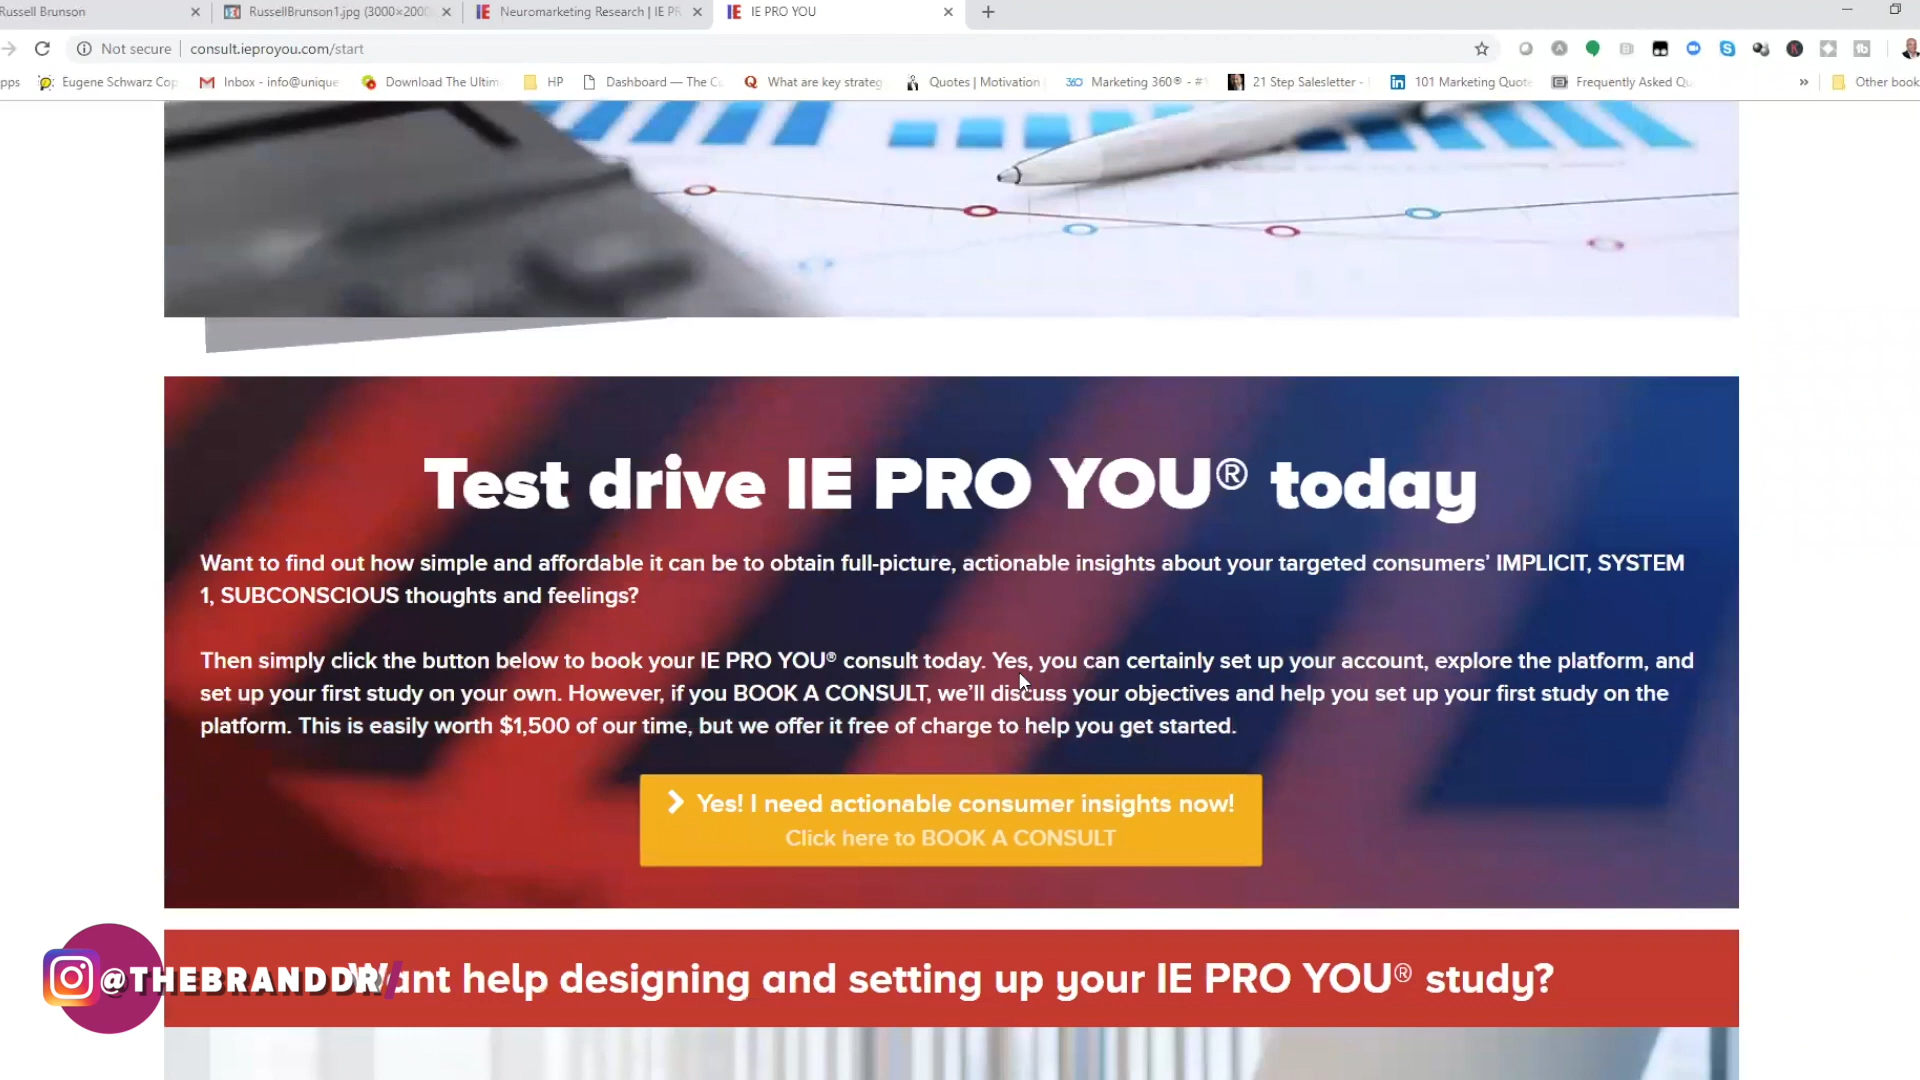 Russell Brunson
RussellBrunson1.jpg (3000×2000
IE Neuromarketing Research | IE PR
IE IE PRO YOU
Not secure | consult.ieproyou.com/start
pps
Eugene Schwarz Cop
Inbox - info@unique
Download The Ultim
HP
Dashboard — The Cu
What are key strateg
Quotes | Motivation
360 Marketing 360® - #1
21 Step Salesletter -
in 101 Marketing Quote
Frequently Asked Qu
» Other book
Test drive IE PRO YOU® today
Want to find out how simple and affordable it can be to obtain full-picture, actionable insights about your targeted consumers’ IMPLICIT, SYSTEM
1, SUBCONSCIOUS thoughts and feelings?
Then simply click the button below to book your IE PRO YOU® consult today. Yes, you can certainly set up your account, explore the platform, and
set up your first study on your own. However, if you BOOK A CONSULT, we’ll discuss your objectives and help you set up your first study on the
platform. This is easily worth $1,500 of our time, but we offer it free of charge to help you get started.
Yes! I need actionable consumer insights now!
Click here to BOOK A CONSULT
Want help designing and setting up your IE PRO YOU® study?
@THEBRANDDR